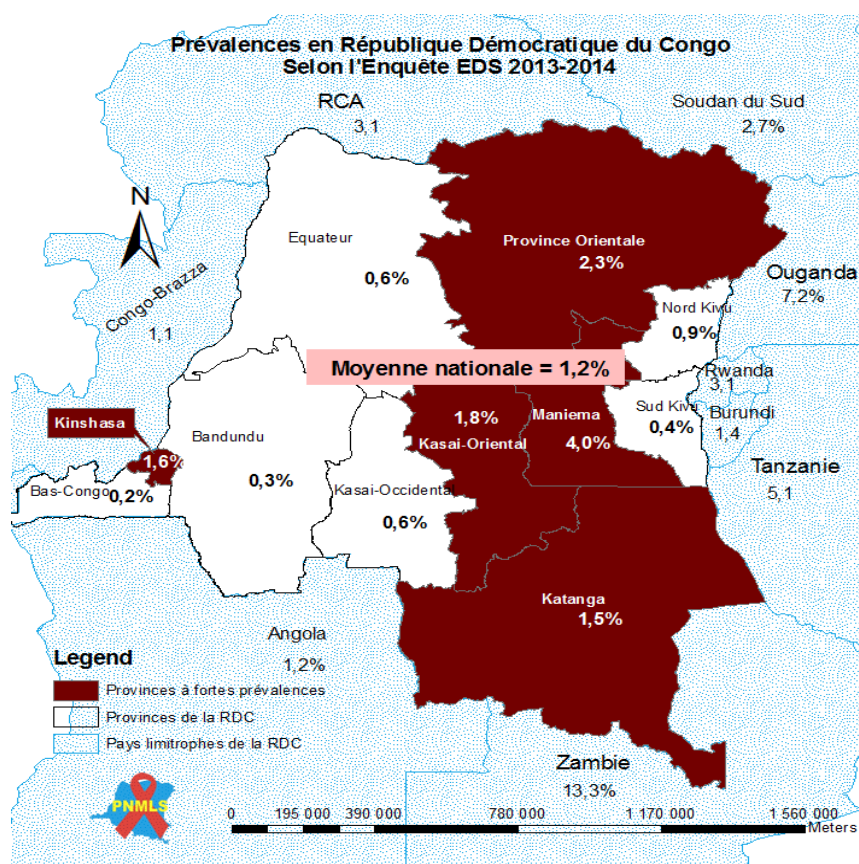 Prévalences en République Démocratique du Congo
Selon l'Enquête EDS 2013-2014
RCA
3,1
Soudan du Sud
2,7%
N
Equateur
0,6%
Province Orientale
2,3%
Ouganda
7,2%
Congo-Brazza
1,1
Nord Kivu
0,9%
Moyenne nationale = 1,2%
Rwanda
3,1
Kinshasa
1,6%
Bandundu
0,3%
1,8%
Kasai-Oriental
Maniema
4,0%
Sud Kivu
0,4%
Burundi
1,4
Tanzanie
5,1
Bas-Congo
0,2%
Kasai-Occidental
0,6%
Katanga
1,5%
Angola
1,2%
Legend
Provinces à fortes prévalences
Provinces de la RDC
Pays limitrophes de la RDC
Zambie
13,3%
PNMLS
0 195 000 390 000 780 000 1 170 000 1 560 000
Meters